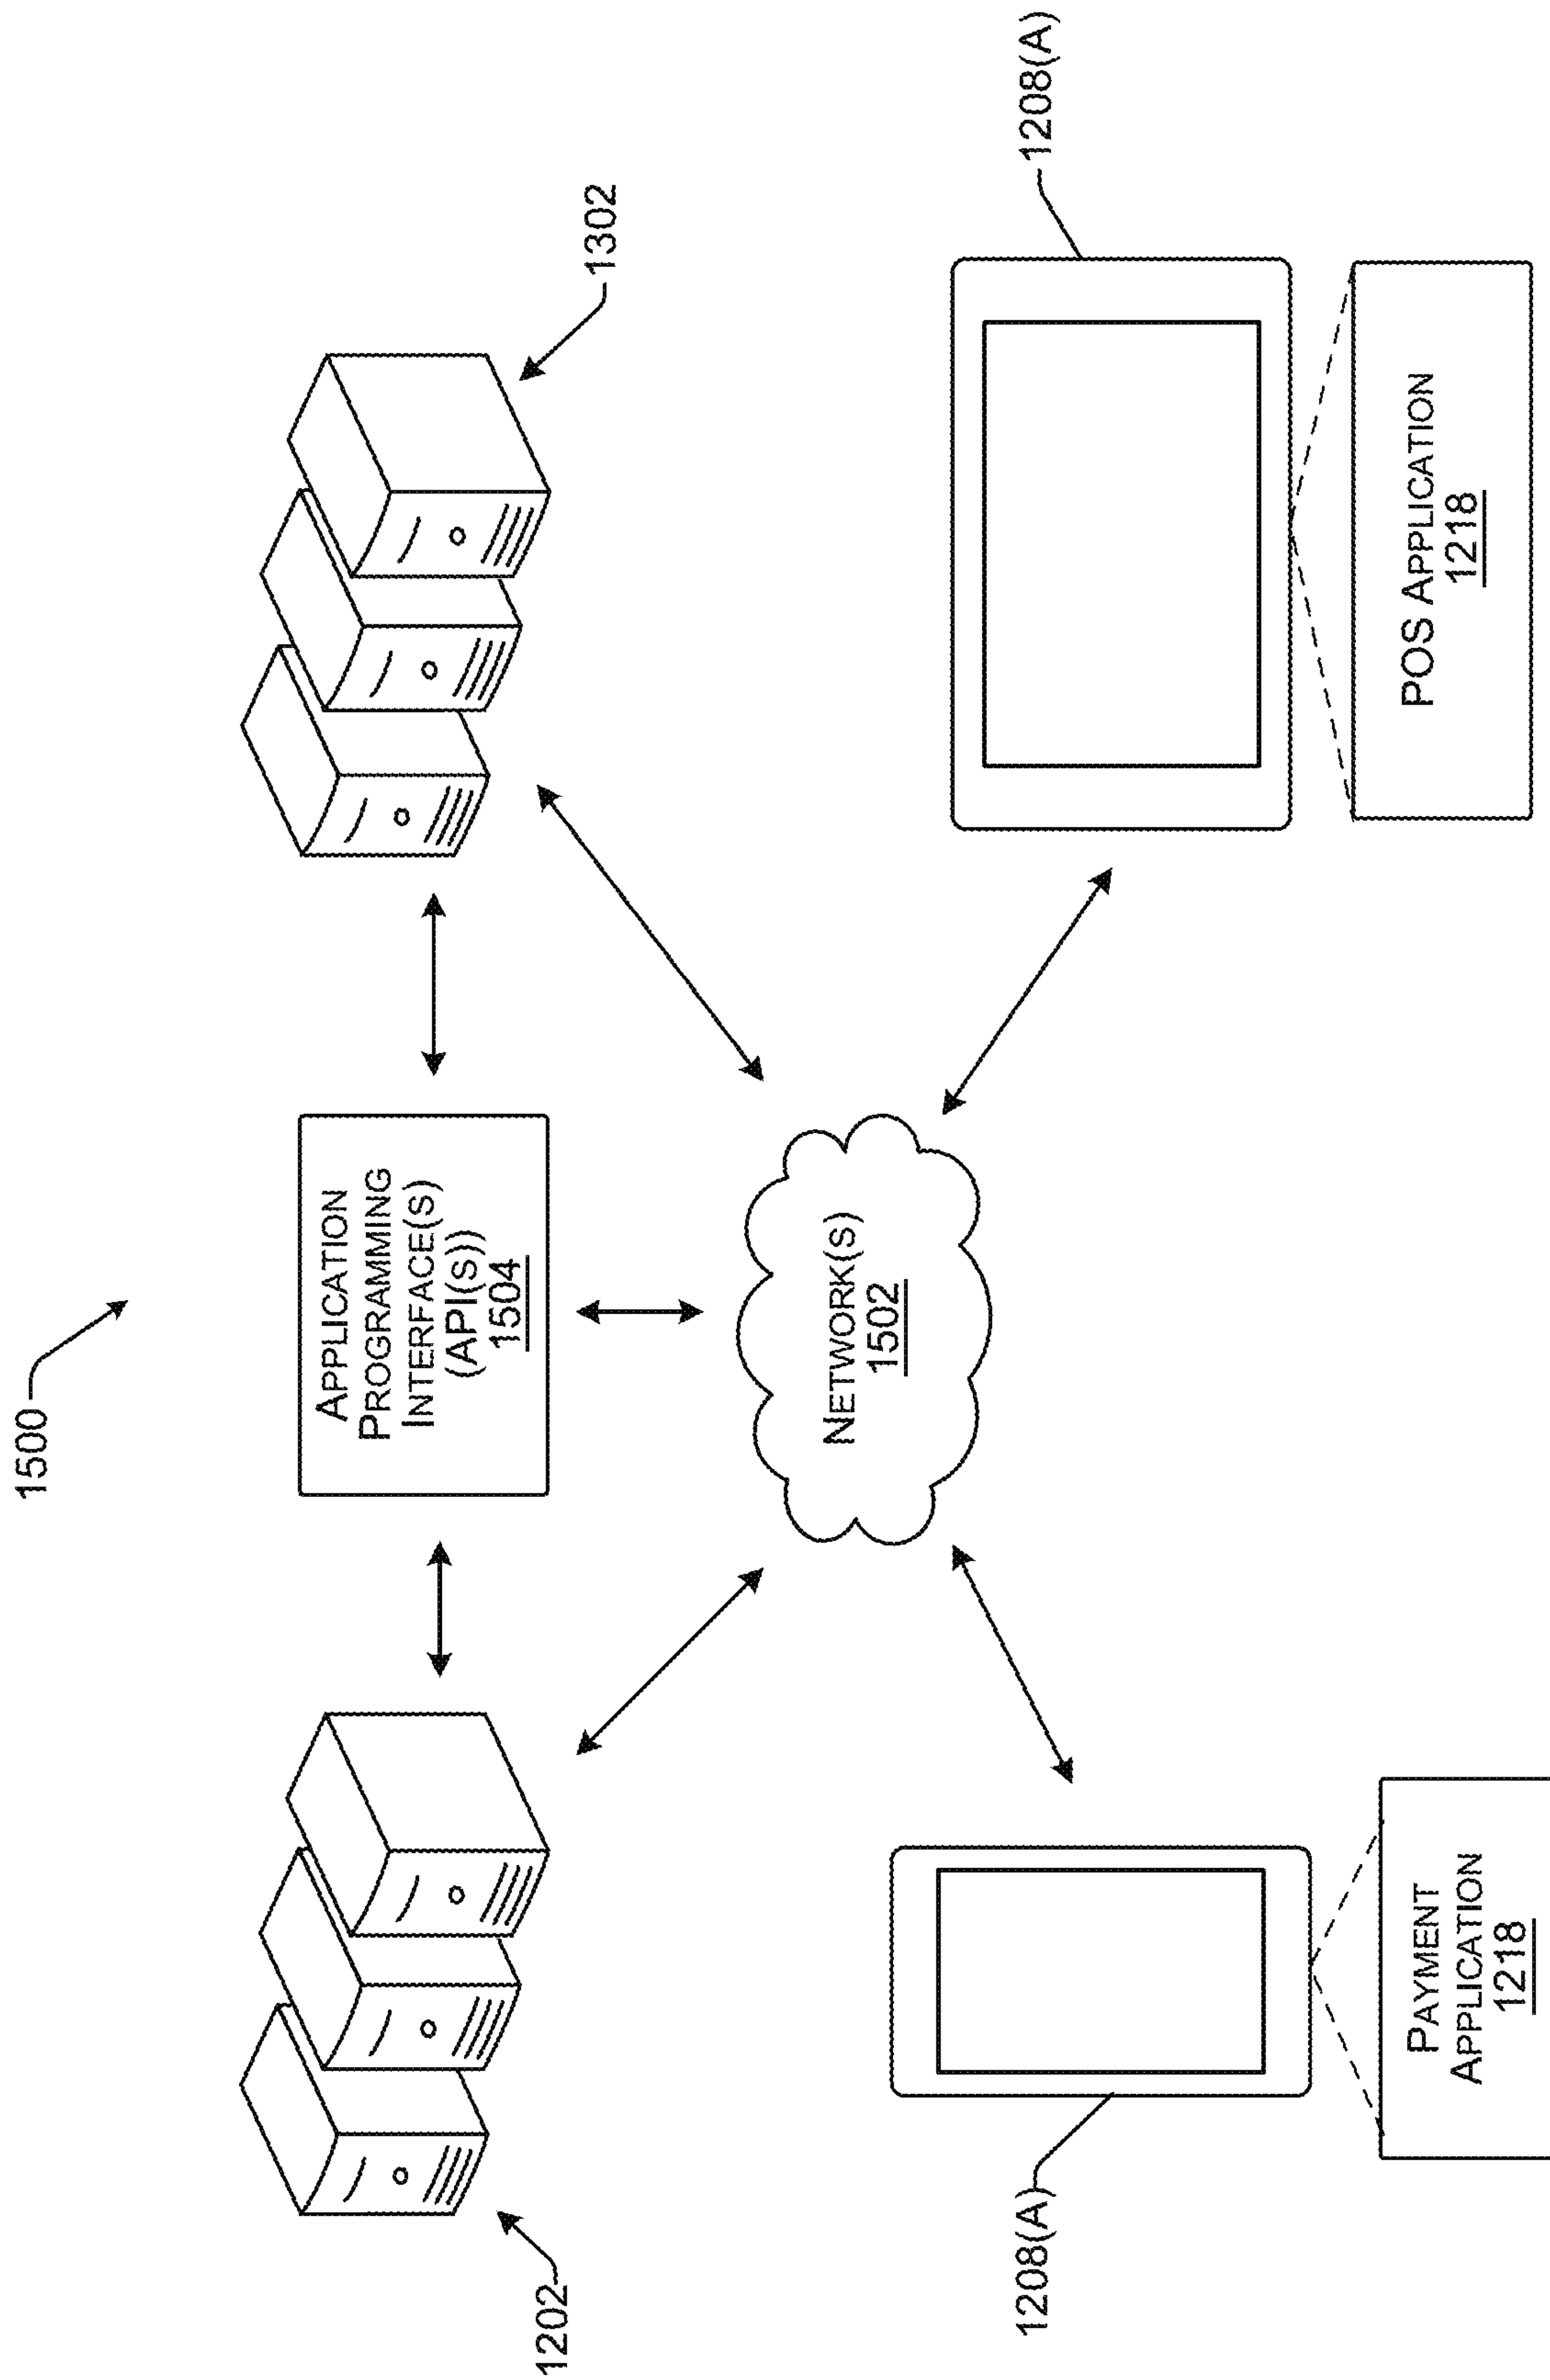 1500
1202
APPLICATION
PROGRAMMING
INTERFACE(S)
(API(S))
1504
1302
NETWORK(S)
1502
1208(A)
PAYMENT
APPLICATION
1218
1208(A)
POS APPLICATION
1218